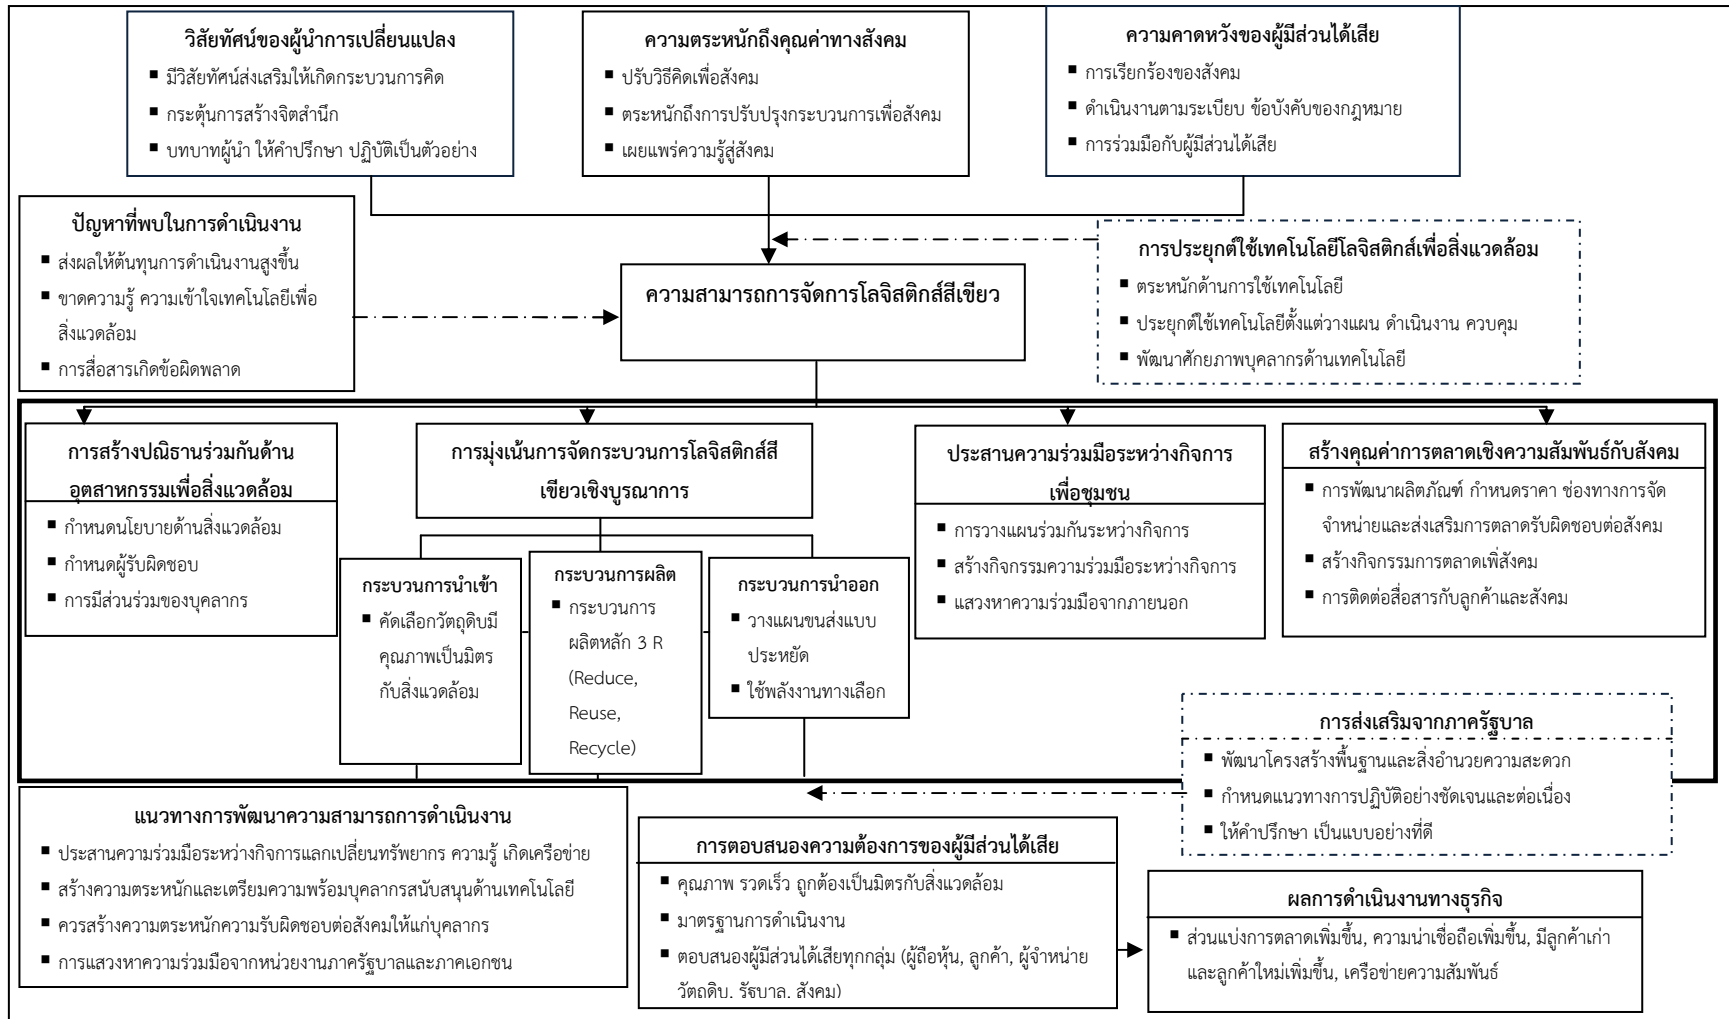 วิสัยทัศน์ของผู้นำการเปลี่ยนแปลง
▪ มีวิสัยทัศน์ส่งเสริมให้เกิดกระบวนการคิด
▪ กระตุ้นการสร้างจิตสำนึก
▪ บทบาทผู้นำ ให้คำปรึกษา ปฏิบัติเป็นตัวอย่าง
ความตระหนักถึงคุณค่าทางสังคม
▪ ปรับวิธีคิดเพื่อสังคม
▪ ตระหนักถึงการปรับปรุงกระบวนการเพื่อสังคม
▪ เผยแพร่ความรู้สู่สังคม
ความคาดหวังของผู้มีส่วนได้เสีย
▪ การเรียกร้องของสังคม
▪ ดำเนินงานตามระเบียบ ข้อบังคับของกฎหมาย
▪ การร่วมมือกับผู้มีส่วนได้เสีย
ปัญหาที่พบในการดำเนินงาน
▪ ส่งผลให้ต้นทุนการดำเนินงานสูงขึ้น
▪ ขาดความรู้ ความเข้าใจเทคโนโลยีเพื่อ
สิ่งแวดล้อม
▪ การสื่อสารเกิดข้อผิดพลาด
ความสามารถการจัดการโลจิสติกส์สีเขียว
การประยุกต์ใช้เทคโนโลยีโลจิสติกส์เพื่อสิ่งแวดล้อม
▪ ตระหนักด้านการใช้เทคโนโลยี
▪ ประยุกต์ใช้เทคโนโลยีตั้งแต่วางแผน ดำเนินงาน ควบคุม
▪ พัฒนาศักยภาพบุคลากรด้านเทคโนโลยี
การสร้างปณิธานร่วมกันด้าน
อุตสาหกรรมเพื่อสิ่งแวดล้อม
▪ กำหนดนโยบายด้านสิ่งแวดล้อม
▪ กำหนดผู้รับผิดชอบ
▪ การมีส่วนร่วมของบุคลากร
การมุ่งเน้นการจัดกระบวนการโลจิสติกส์สี
เขียวเชิงบูรณาการ
กระบวนการนำเข้า
▪ คัดเลือกวัตถุดิบมี
คุณภาพเป็นมิตร
กับสิ่งแวดล้อม
กระบวนการผลิต
▪ กระบวนการ
ผลิตหลัก 3 R
(Reduce,
Reuse,
Recycle)
กระบวนการนำออก
▪ วางแผนขนส่งแบบ
ประหยัด
▪ ใช้พลังงานทางเลือก
ประสานความร่วมมือระหว่างกิจการ
เพื่อชุมชน
▪ การวางแผนร่วมกันระหว่างกิจการ
▪ สร้างกิจกรรมความร่วมมือระหว่างกิจการ
▪ แสวงหาความร่วมมือจากภายนอก
สร้างคุณค่าการตลาดเชิงความสัมพันธ์กับสังคม
▪ การพัฒนาผลิตภัณฑ์ กำหนดราคา ช่องทางการจัด
จำหน่ายและส่งเสริมการตลาดรับผิดชอบต่อสังคม
▪ สร้างกิจกรรมการตลาดเพิ่สังคม
▪ การติดต่อสื่อสารกับลูกค้าและสังคม
การส่งเสริมจากภาครัฐบาล
▪ พัฒนาโครงสร้างพื้นฐานและสิ่งอำนวยความสะดวก
▪ กำหนดแนวทางการปฏิบัติอย่างชัดเจนและต่อเนื่อง
▪ ให้คำปรึกษา เป็นแบบอย่างที่ดี
แนวทางการพัฒนาความสามารถการดำเนินงาน
▪ ประสานความร่วมมือระหว่างกิจการแลกเปลี่ยนทรัพยากร ความรู้ เกิดเครือข่าย
▪ สร้างความตระหนักและเตรียมความพร้อมบุคลากรสนับสนุนด้านเทคโนโลยี
▪ ควรสร้างความตระหนักความรับผิดชอบต่อสังคมให้แก่บุคลากร
▪ การแสวงหาความร่วมมือจากหน่วยงานภาครัฐบาลและภาคเอกชน
การตอบสนองความต้องการของผู้มีส่วนได้เสีย
▪ คุณภาพ รวดเร็ว ถูกต้องเป็นมิตรกับสิ่งแวดล้อม
▪ มาตรฐานการดำเนินงาน
▪ ตอบสนองผู้มีส่วนได้เสียทุกกลุ่ม (ผู้ถือหุ้น, ลูกค้า, ผู้จำหน่าย
วัตถุดิบ, รัฐบาล, สังคม)
ผลการดำเนินงานทางธุรกิจ
▪ ส่วนแบ่งการตลาดเพิ่มขึ้น, ความน่าเชื่อถือเพิ่มขึ้น, มีลูกค้าเก่า
และลูกค้าใหม่เพิ่มขึ้น, เครือข่ายความสัมพันธ์